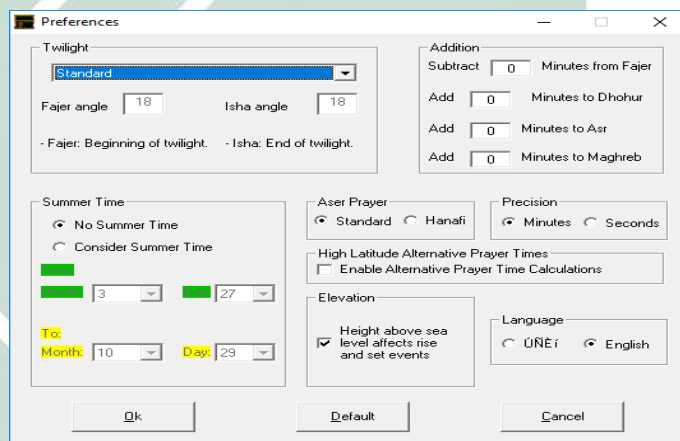 Preferences
Twilight
Standard
Fajer angle 18 Isha angle 18
- Fajer: Beginning of twilight. - Isha: End of twilight.
Addition
Subtract 0 Minutes from Fajer
Add 0 Minutes to Dhohur
Add 0 Minutes to Asr
Add 0 Minutes to Maghreb
Summer Time
No Summer Time
Consider Summer Time
Month: 3 Day: 27
To:
Month: 10 Day: 29
Aser Prayer
Standard Hanafi
Precision
Minutes Seconds
High Latitude Alternative Prayer Times
Enable Alternative Prayer Time Calculations
Elevation
Height above sea
level affects rise
and set events
Language
ÚÑÈí English
Ok Default Cancel